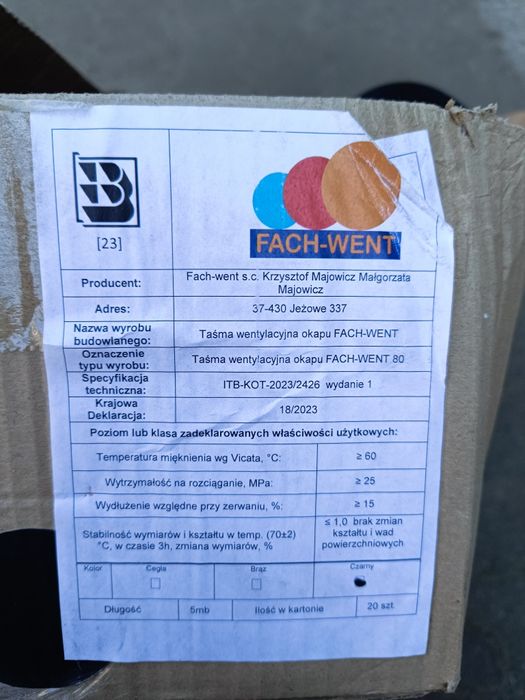 B
[23]
FACH-WENT
Producent:
Fach-went s.c. Krzysztof Majowicz Małgorzata
Majowicz
Adres:
37-430 Jeżowe 337
Nazwa wyrobu
budowlanego:
Taśma wentylacyjna okapu FACH-WENT
Oznaczenie
typu wyrobu:
Taśma wentylacyjna okapu FACH-WENT 80
Specyfikacja
techniczna:
ITB-KOT-2023/2426 wydanie 1
Krajowa
Deklaracja:
18/2023
Poziom lub klasa zadeklarowanych właściwości użytkowych:
Temperatura mięknienia wg Vicata, °C:
≥ 60
Wytrzymałość na rozciąganie, MPa:
≥ 25
Wydłużenie względne przy zerwaniu, %:
≥ 15
Stabilność wymiarów i kształtu w temp. (70±2)
°C, w czasie 3h, zmiana wymiarów, %
≤ 1,0 brak zmian
kształtu i wad
powierzchniowych
Kolor
Cegła
Brąz
Czarny
Długość
5mb
Ilość w kartonie
20 szt